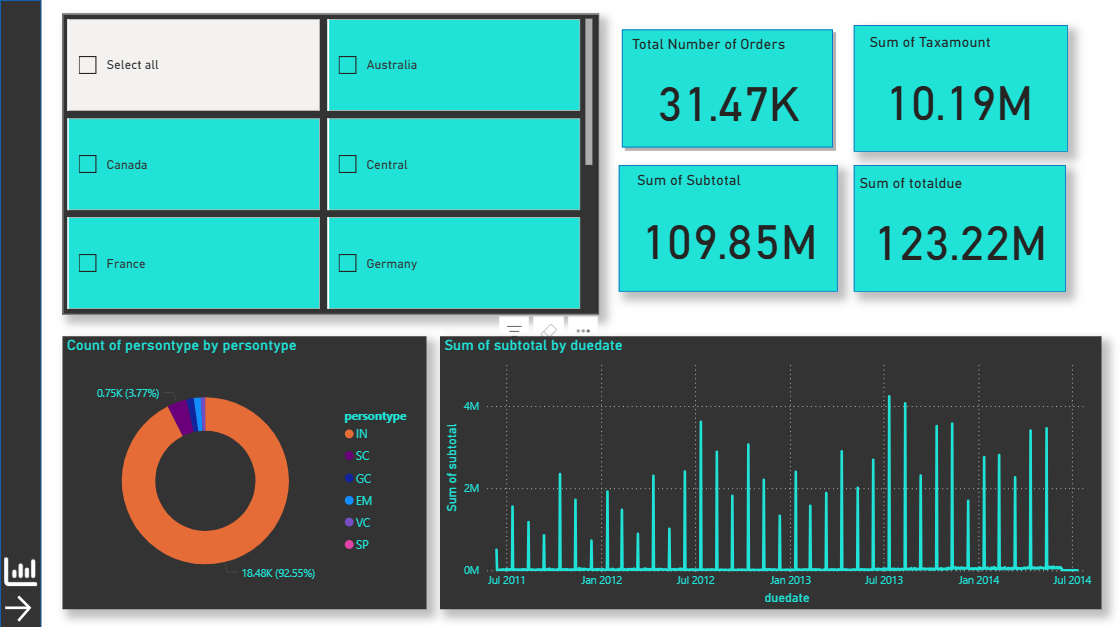 Select all
Australia
Canada
Central
France
Germany
Total Number of Orders
31.47K
Sum of Taxamount
10.19M
Sum of Subtotal
109.85M
Sum of totaldue
123.22M
Count of persontype by persontype
0.75K (3.77%)
18.48K (92.55%)
persontype
IN
SC
GC
EM
VC
SP
Sum of subtotal by duedate
Sum of subtotal
4M
2M
0M
Jul 2011
Jan 2012
Jul 2012
Jan 2013
Jul 2013
Jan 2014
Jul 2014
duedate